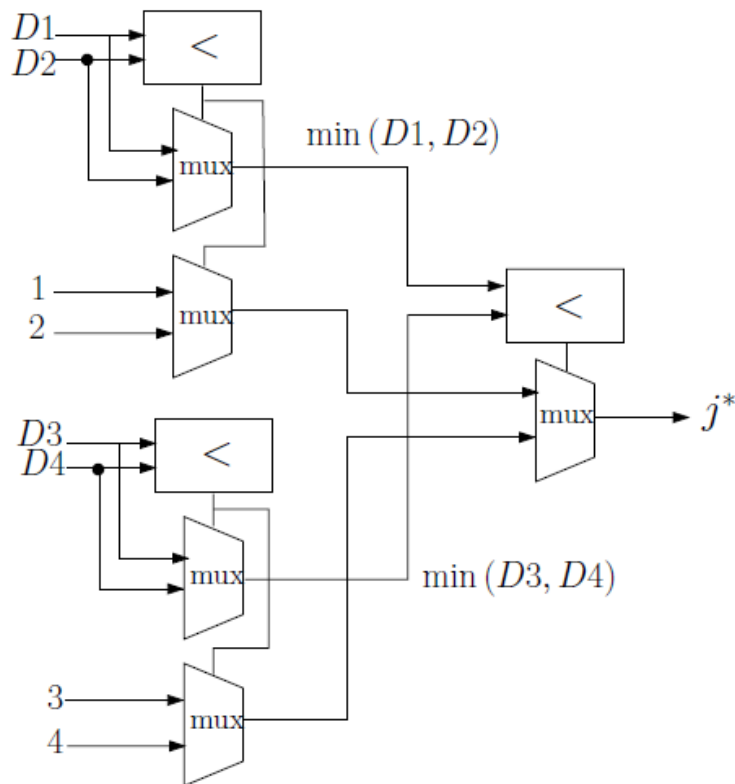 D1
D2
<
mux
min (D1, D2)
1
2
mux
<
mux
j*
D3
D4
<
mux
min (D3, D4)
3
4
mux